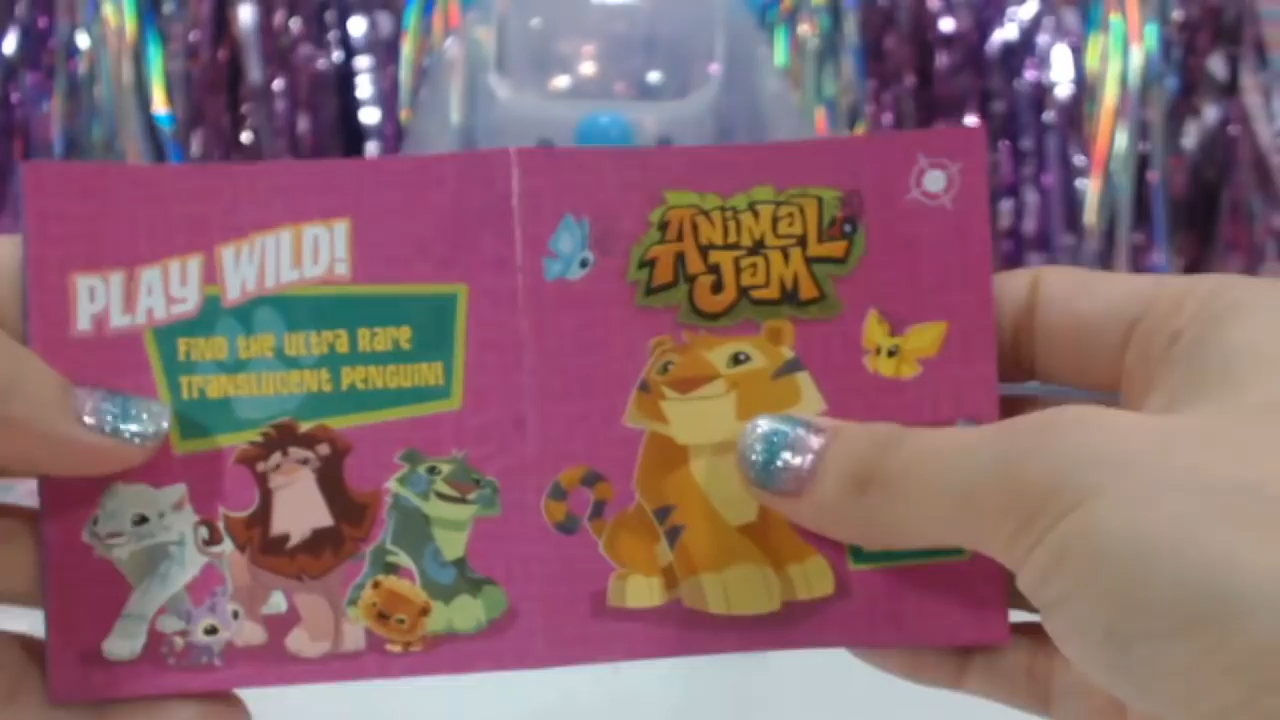 PLAY WILD!
FIND THE ULTRA RARE
TRANSLUCENT PENGUIN!
ANIMAL
JAM